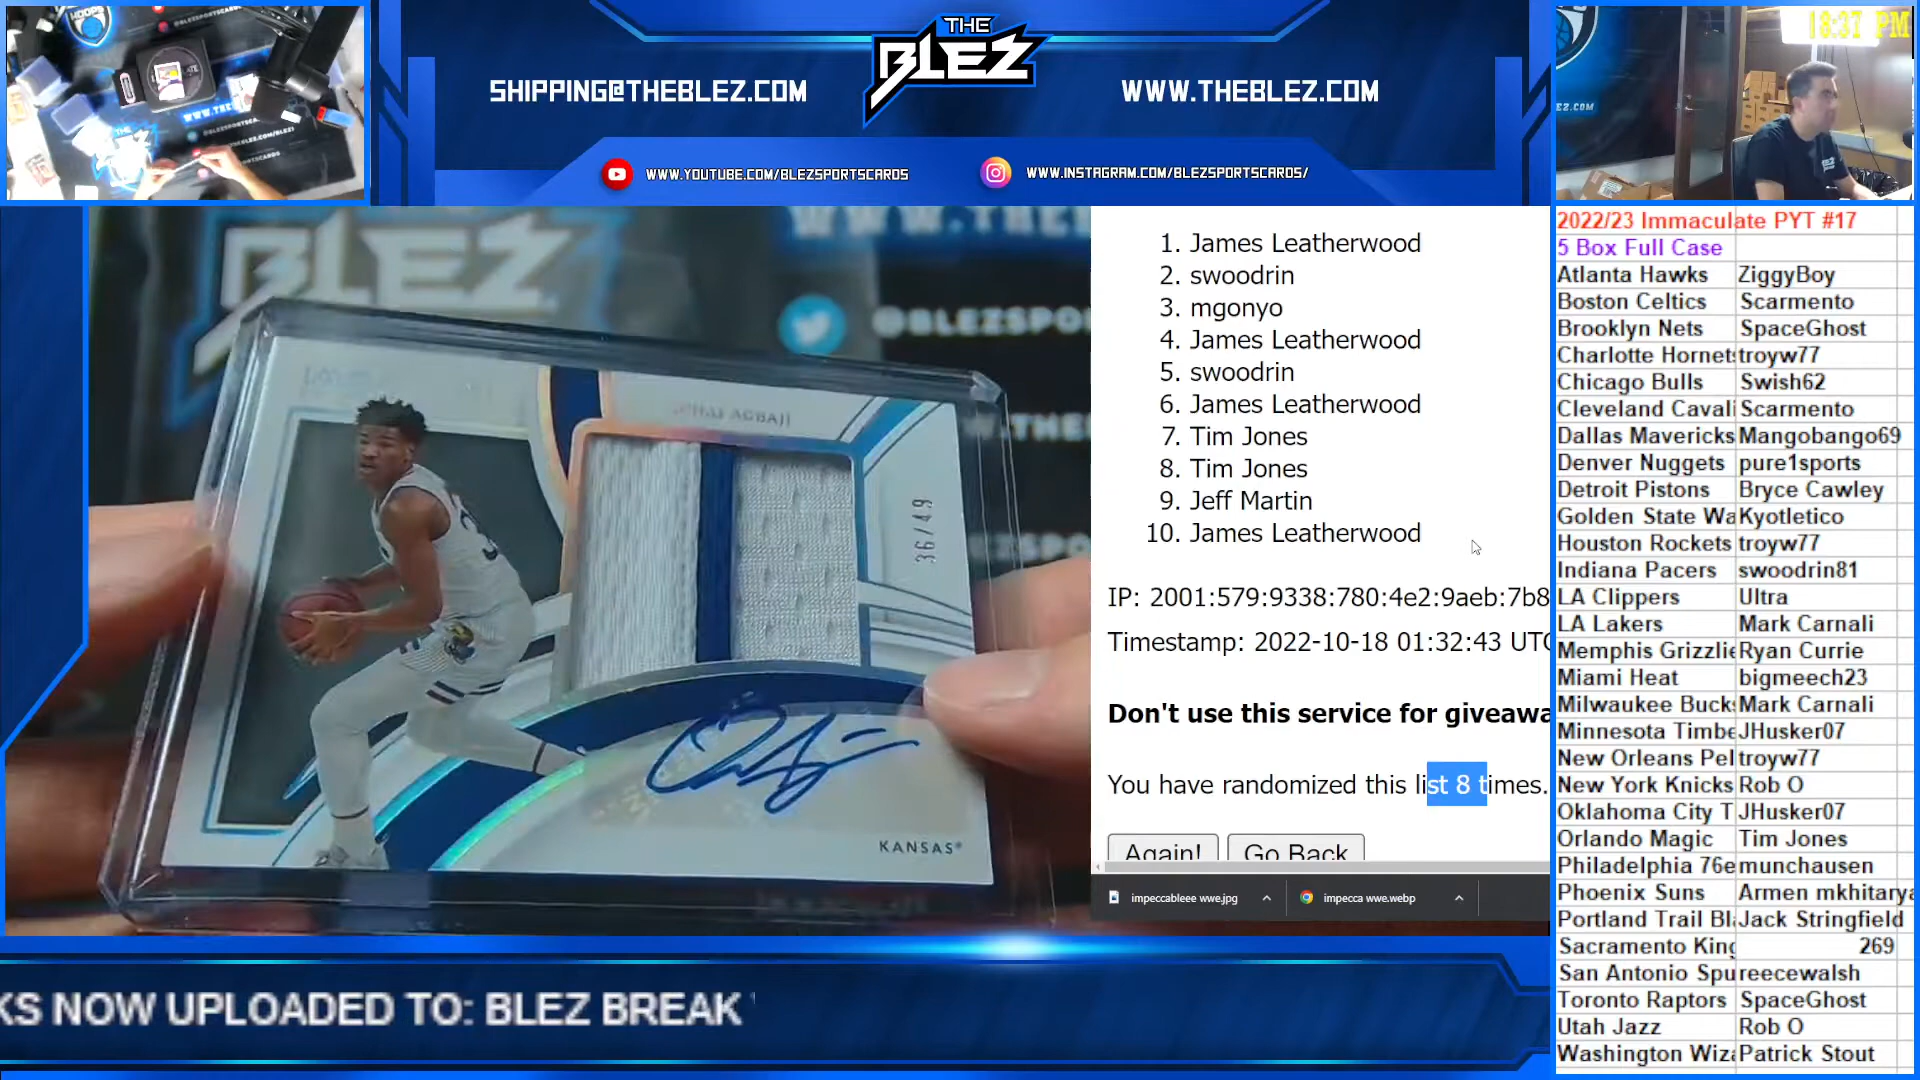 THE
BLEZ
SHIPPING@THEBLEZ.COM
WWW.THEBLEZ.COM
WWW.YOUTUBE.COM/BLEZSPORTSCARDS
WWW.INSTAGRAM.COM/BLEZSPORTSCARDS/
18:37 PM
BLEZ
@BLEZSPO
OCHAI AGBAJI
36/49
KANSAS
1. James Leatherwood
2. swoodrin
3. mgonyo
4. James Leatherwood
5. swoodrin
6. James Leatherwood
7. Tim Jones
8. Tim Jones
9. Jeff Martin
10. James Leatherwood
IP: 2001:579:9338:780:4e2:9aeb:7b8
Timestamp: 2022-10-18 01:32:43 UTC
Don't use this service for giveawa
You have randomized this list 8 times.
Again! Go Back
impeccableee wwe.jpg
impecca wwe.webp
2022/23 Immaculate PYT #17
5 Box Full Case
Atlanta Hawks ZiggyBoy
Boston Celtics Scarmento
Brooklyn Nets SpaceGhost
Charlotte Hornets troyw77
Chicago Bulls Swish62
Cleveland Cavali Scarmento
Dallas Mavericks Mangobango69
Denver Nuggets pure1sports
Detroit Pistons Bryce Cawley
Golden State Wa Kyotletico
Houston Rockets troyw77
Indiana Pacers swoodrin81
LA Clippers Ultra
LA Lakers Mark Carnali
Memphis Grizzlie Ryan Currie
Miami Heat bigmeech23
Milwaukee Bucks Mark Carnali
Minnesota Timbe JHusker07
New Orleans Pel troyw77
New York Knicks Rob O
Oklahoma City T JHusker07
Orlando Magic Tim Jones
Philadelphia 76e munchausen
Phoenix Suns Armen mkhitarya
Portland Trail Bl Jack Stringfield
Sacramento King 269
San Antonio Spu reecewalsh
Toronto Raptors SpaceGhost
Utah Jazz Rob O
Washington Wiz Patrick Stout
KS NOW UPLOADED TO: BLEZ BREAK